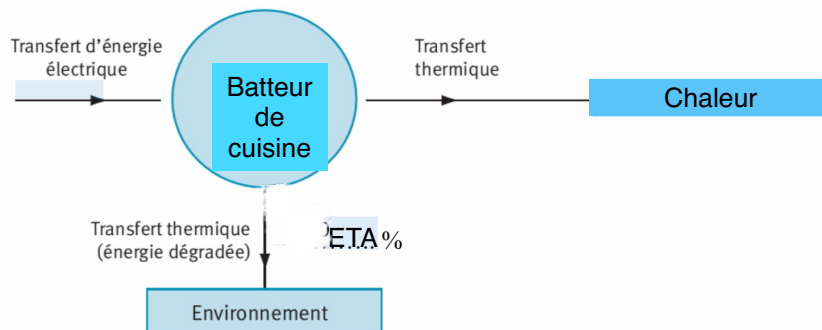 Transfert d'énergie
électrique
Transfert
thermique
Batteur
de
cuisine
Chaleur
Transfert thermique
(énergie dégradée)
ETA %
Environnement